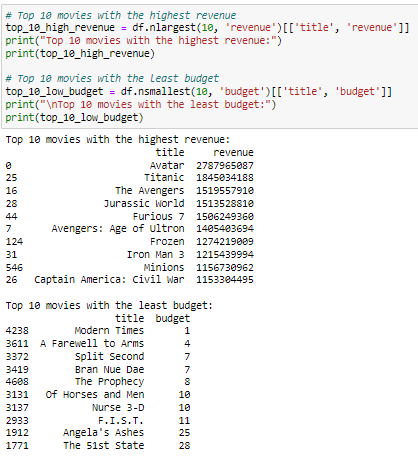 # Top 10 movies with the highest revenue
top_10_high_revenue = df.nlargest(10, 'revenue')[['title', 'revenue']]
print("Top 10 movies with the highest revenue:")
print(top_10_high_revenue)

# Top 10 movies with the Least budget
top_10_low_budget = df.nsmallest(10, 'budget')[['title', 'budget']]
print("\nTop 10 movies with the least budget:")
print(top_10_low_budget)

Top 10 movies with the highest revenue:
title revenue
0 Avatar 2787965087
25 Titanic 1845034188
16 The Avengers 1519557910
28 Jurassic World 1513528810
44 Furious 7 1506249360
7 Avengers: Age of Ultron 1405403694
124 Frozen 1274219009
31 Iron Man 3 1215439994
546 Minions 1156730962
26 Captain America: Civil War 1153304495

Top 10 movies with the least budget:
title budget
4238 Modern Times 1
3611 A Farewell to Arms 4
3372 Split Second 7
3419 Bran Nue Dae 7
4608 The Prophecy 8
3131 Of Horses and Men 10
3137 Nurse 3-D 10
2933 F.I.S.T. 11
1912 Angela's Ashes 25
1771 The 51st State 28